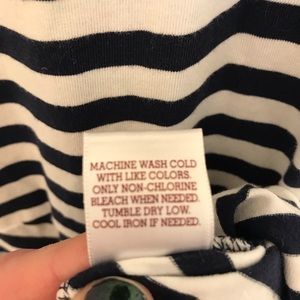 MACHINE WASH COLD
WITH LIKE COLORS.
ONLY NON-CHLORINE
BLEACH WHEN NEEDED.
TUMBLE DRY LOW.
COOL IRON IF NEEDED.